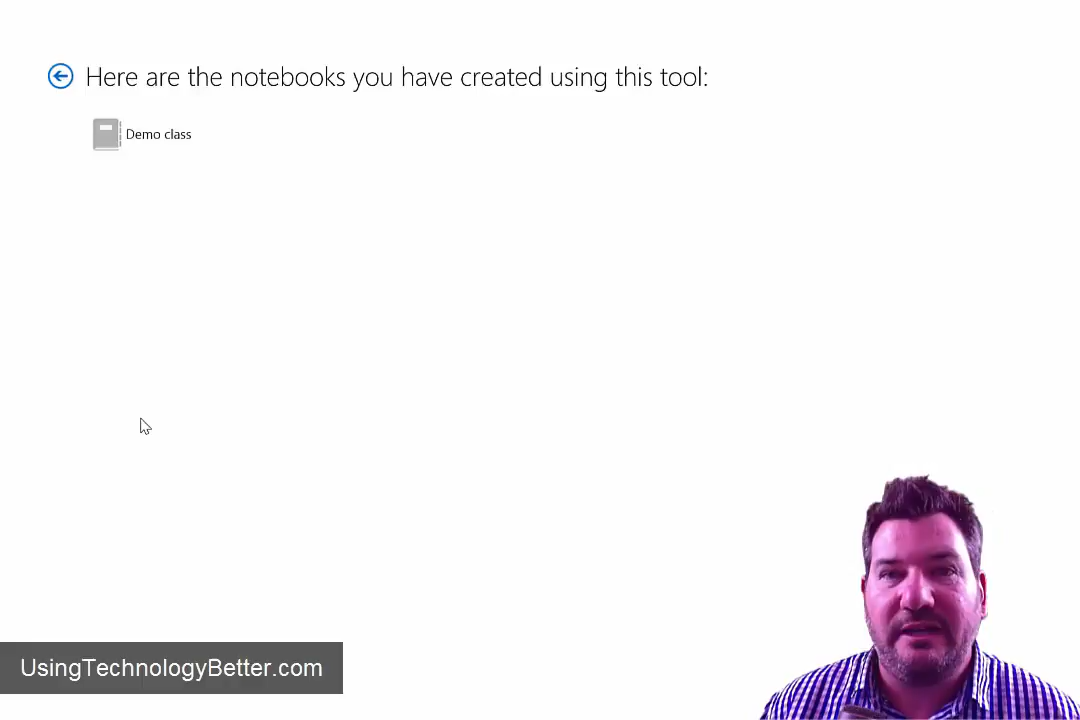 Here are the notebooks you have created using this tool:
Demo class
UsingTechnologyBetter.com